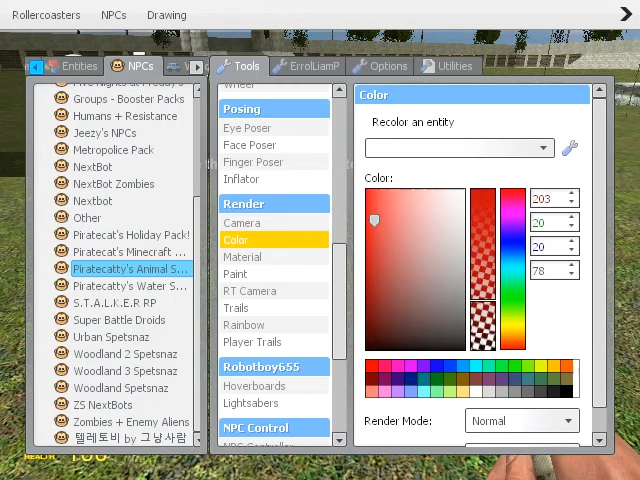 Rollercoasters NPCs Drawing
Entities NPCs Tools ErrolLiamP Options Utilities
Groups - Booster Packs
Humans + Resistance
Jeezy's NPCs
Metropolice Pack
NextBot
NextBot Zombies
Nextbot
Other
Piratecat's Holiday Pack!
Piratecat's Minecraft ...
Piratecatty's Animal S...
Piratecatty's Water S...
S.T.A.L.K.E.R RP
Super Battle Droids
Urban Spetsnaz
Woodland 2 Spetsnaz
Woodland 3 Spetsnaz
Woodland Spetsnaz
ZS NextBots
Zombies + Enemy Aliens
텔레토비 by 그냥사람
Posing
Eye Poser
Face Poser
Finger Poser
Inflator
Render
Camera
Color
Material
Paint
RT Camera
Trails
Rainbow
Player Trails
Robotboy655
Hoverboards
Lightsabers
NPC Control
NPC Controller
Color
Recolor an entity
Color:
203
20
20
78
Render Mode: Normal
HEALTH